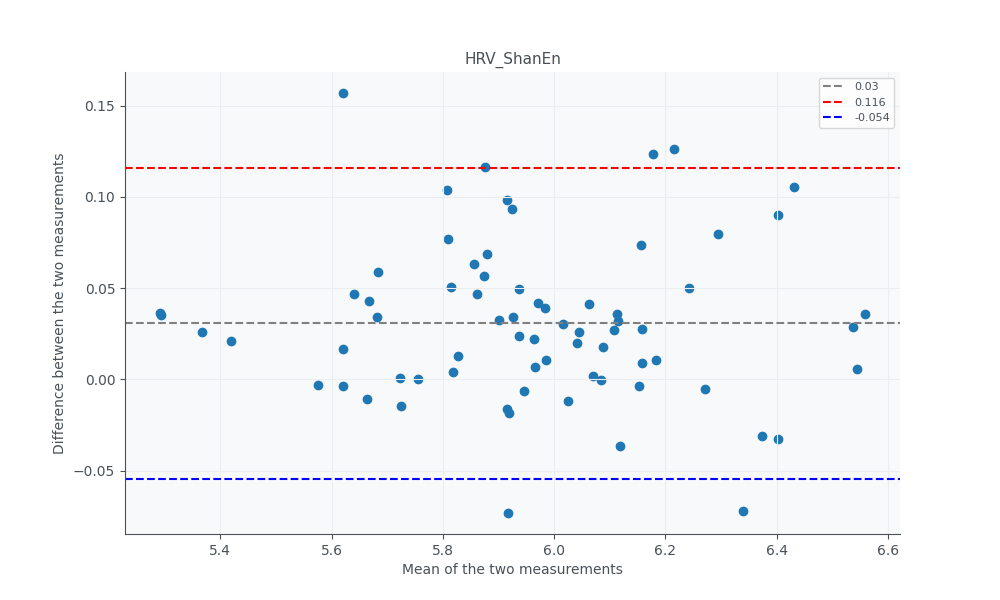 HRV_ShanEn
0.03
0.116
-0.054
Difference between the two measurements
0.15
0.10
0.05
0.00
−0.05
5.4 5.6 5.8 6.0 6.2 6.4 6.6
Mean of the two measurements